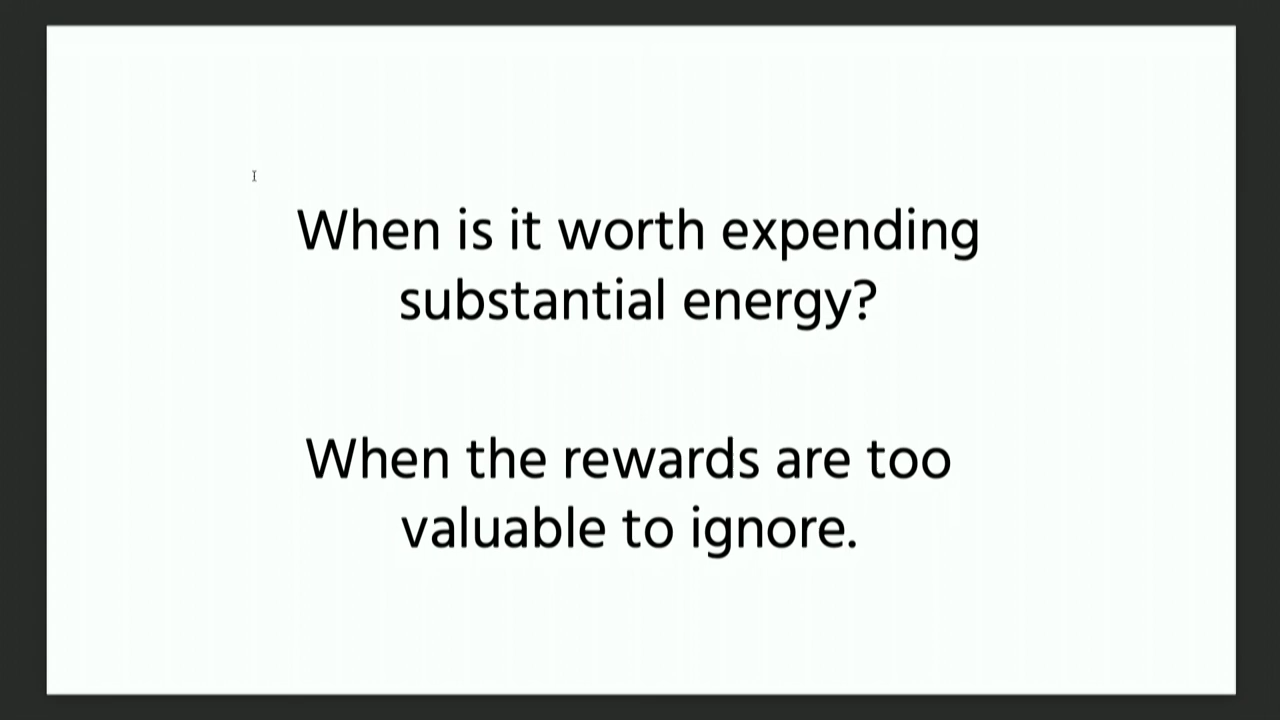 When is it worth expending
substantial energy?
When the rewards are too
valuable to ignore.